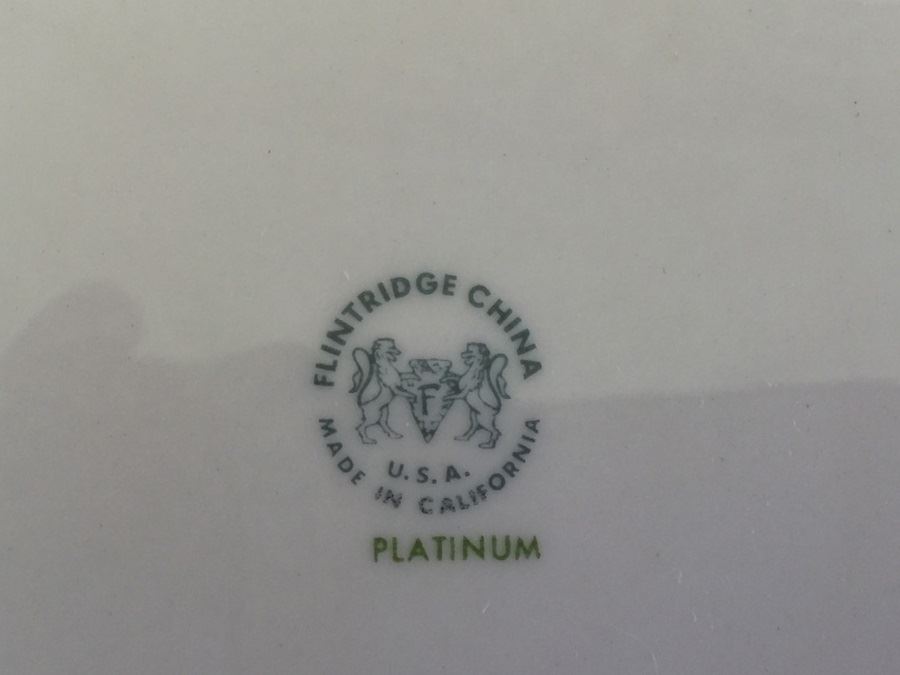 FLINTRIDGE CHINA
F
U.S.A.
MADE IN CALIFORNIA
PLATINUM